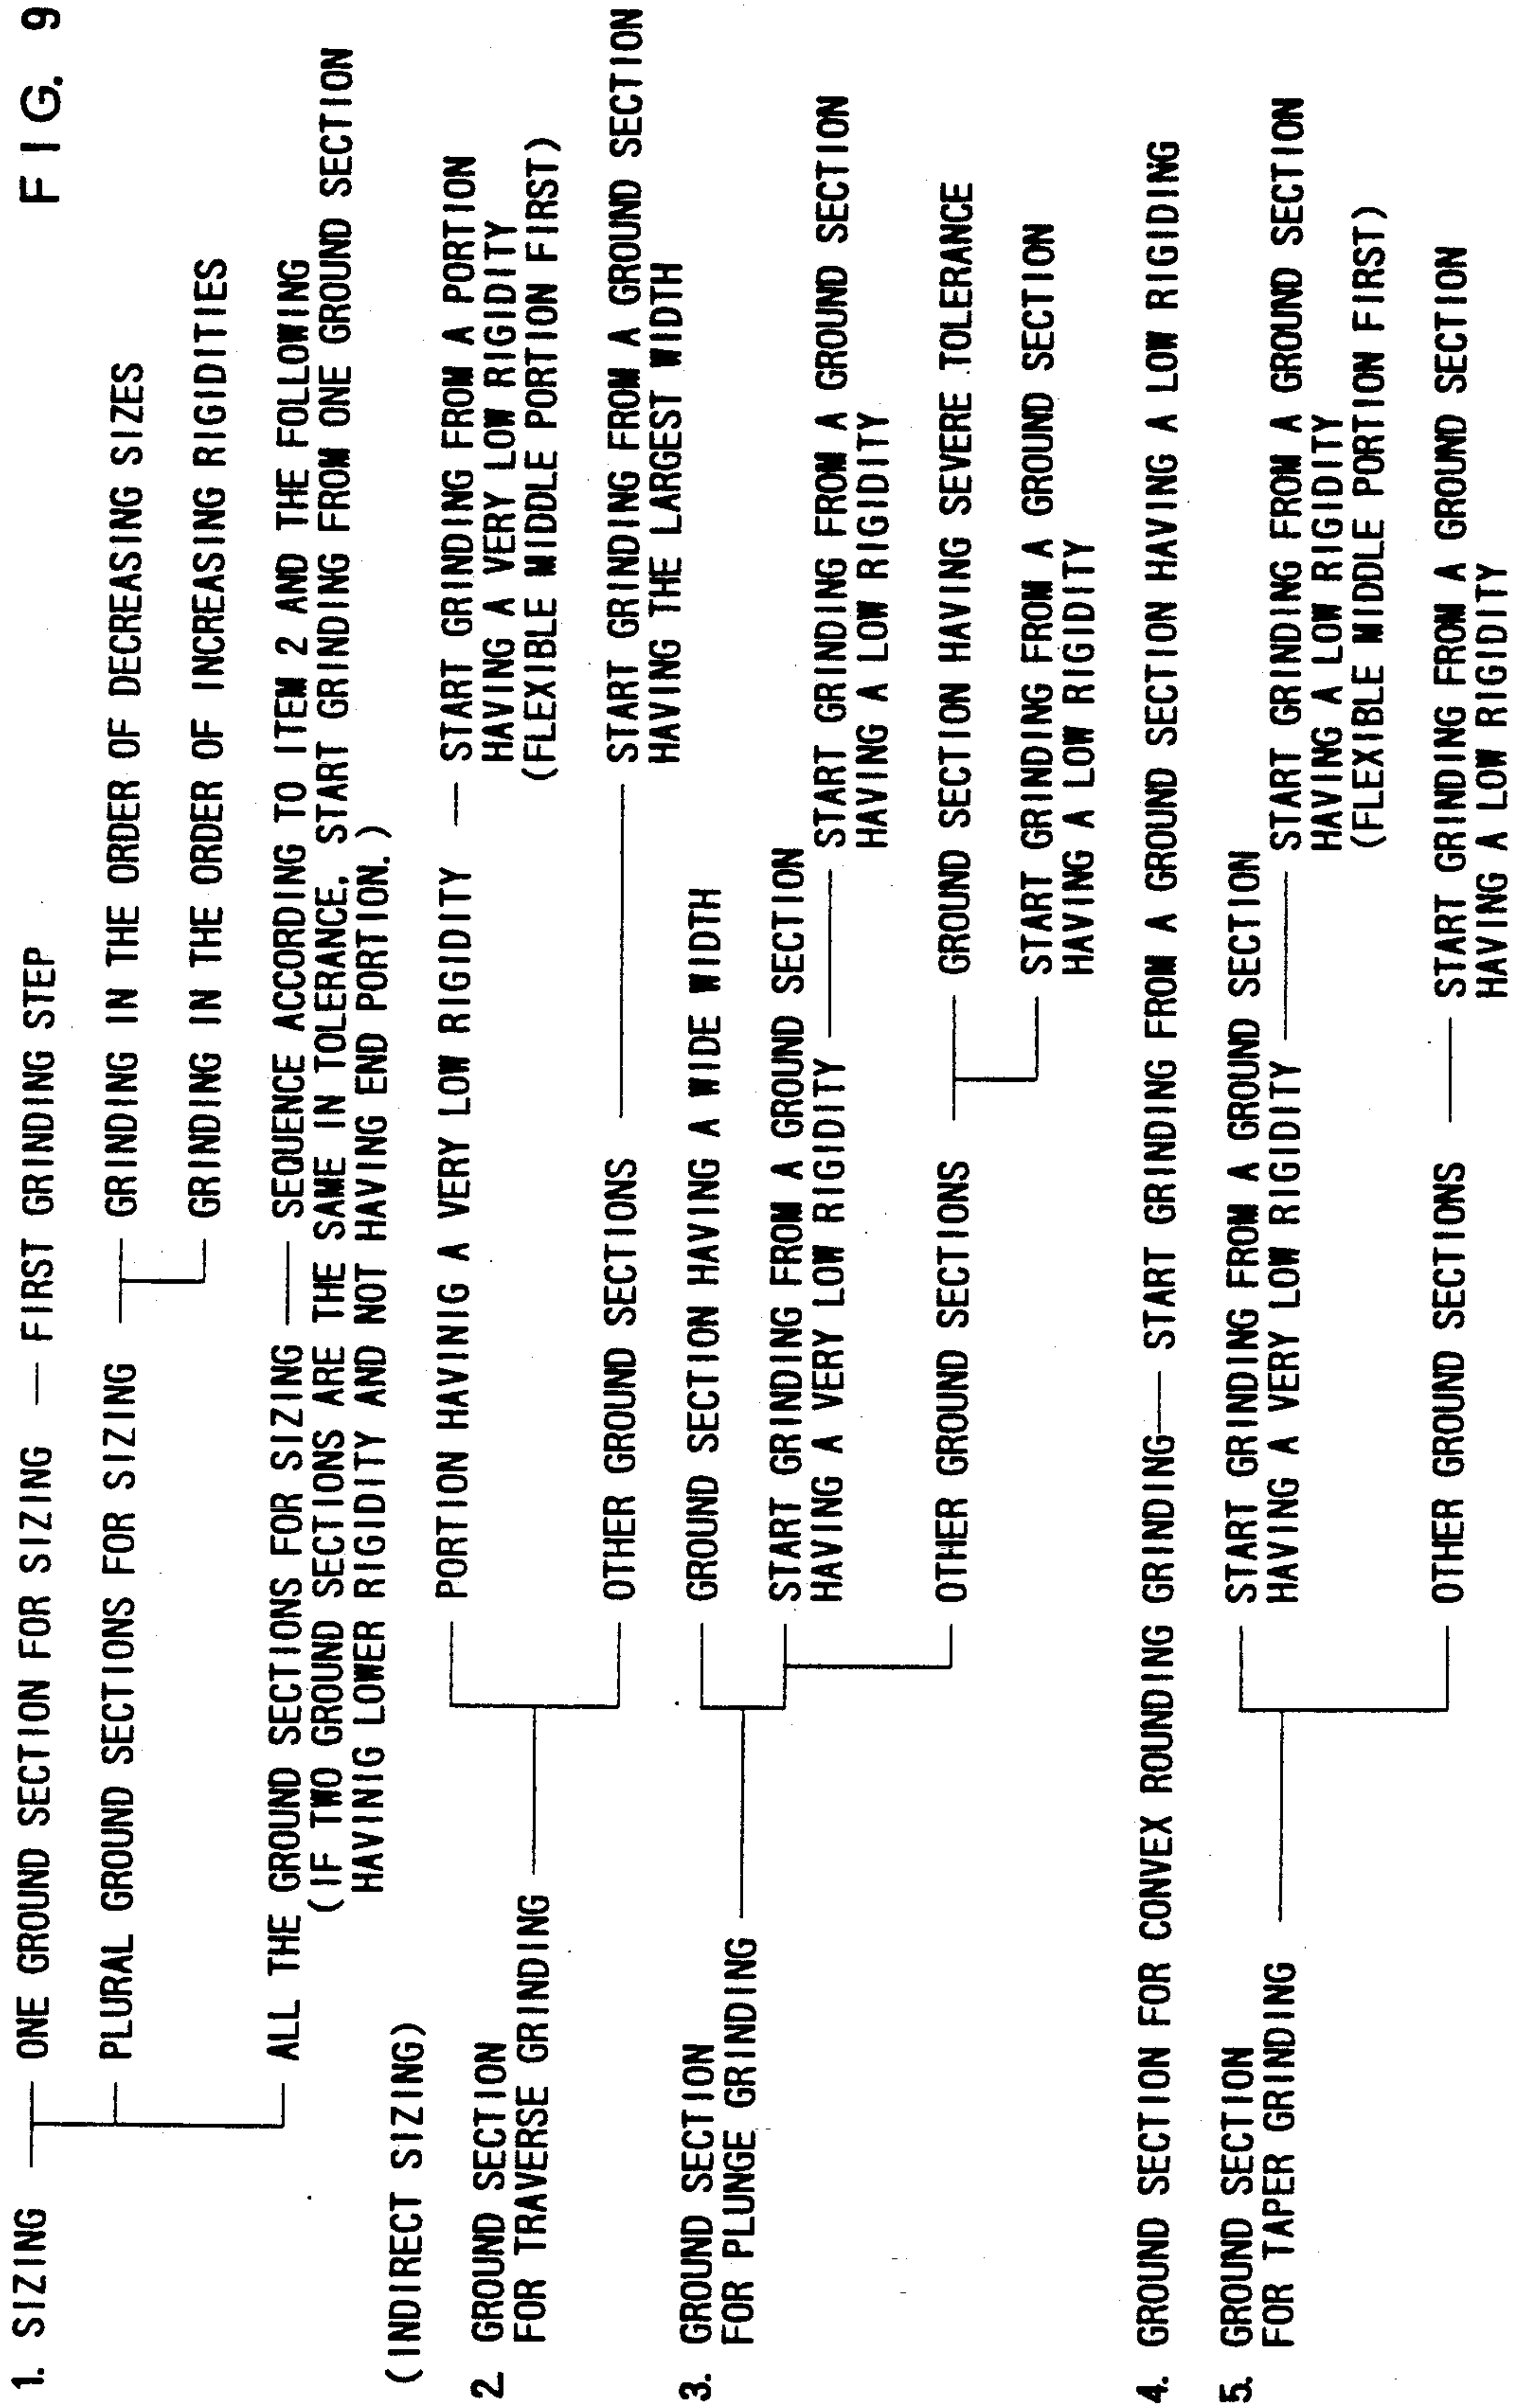 FIG. 9
1. SIZING
ONE GROUND SECTION FOR SIZING
FIRST GRINDING STEP
PLURAL GROUND SECTIONS FOR SIZING
GRINDING IN THE ORDER OF DECREASING SIZES
GRINDING IN THE ORDER OF INCREASING RIGIDITIES
ALL THE GROUND SECTIONS FOR SIZING
SEQUENCE ACCORDING TO ITEM 2 AND THE FOLLOWING
(IF TWO GROUND SECTIONS ARE THE SAME IN TOLERANCE, START GRINDING FROM ONE GROUND SECTION
HAVINIG LOWER RIGIDITY AND NOT HAVING END PORTION.)
(INDIRECT SIZING)
2. GROUND SECTION
FOR TRAVERSE GRINDING
PORTION HAVINIG A VERY LOW RIGIDITY
START GRINDING FROM A PORTION
HAVING A VERY LOW RIGIDITY
(FLEXIBLE MIDDLE PORTION FIRST)
OTHER GROUND SECTIONS
START GRINDING FROM A GROUND SECTION
HAVING THE LARGEST WIDTH
3. GROUND SECTION
FOR PLUNGE GRINDING
GROUND SECTION HAVING A WIDE WIDTH
START GRINDING FROM A GROUND SECTION
HAVING A VERY LOW RIGIDITY
START GRINDING FROM A GROUND SECTION
HAVING A LOW RIGIDITY
OTHER GROUND SECTIONS
GROUND SECTION HAVING SEVERE TOLERANCE
START GRINDING FROM A GROUND SECTION
HAVING A LOW RIGIDITY
4. GROUND SECTION FOR CONVEX ROUNDING GRINDING
START GRINDING FROM A GROUND SECTION HAVING A LOW RIGIDING
5. GROUND SECTION
FOR TAPER GRINDING
START GRINDING FROM A GROUND SECTION
HAVING A VERY LOW RIGIDITY
START GRINDING FROM A GROUND SECTION
HAVING A LOW RIGIDITY
(FLEXIBLE MIDDLE PORTION FIRST)
OTHER GROUND SECTIONS
START GRINDING FROM A GROUND SECTION
HAVING A LOW RIGIDITY